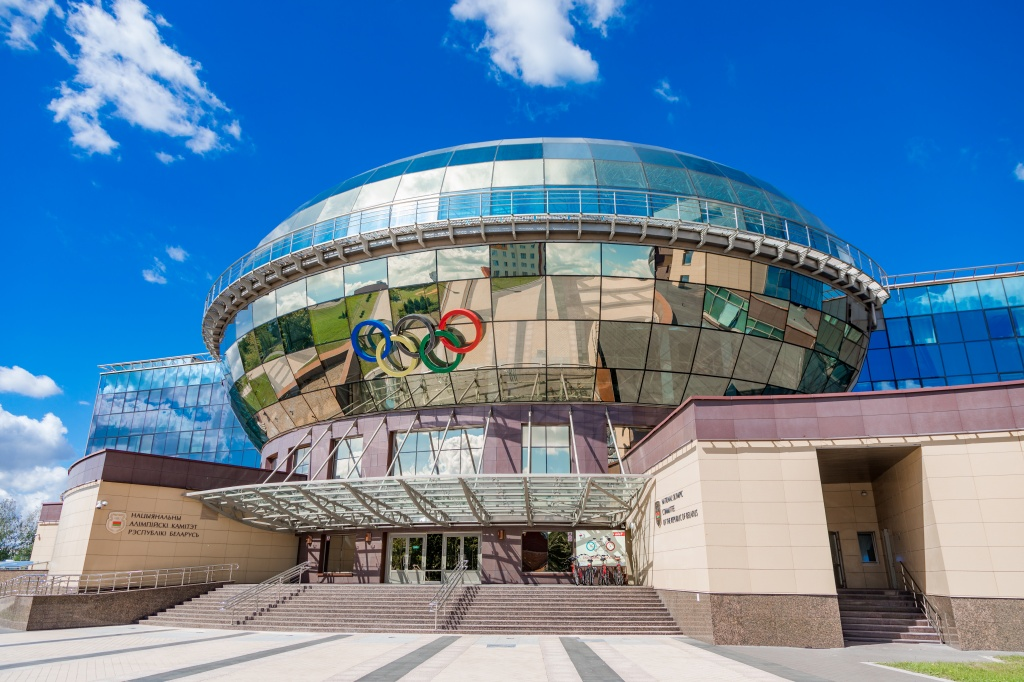 НАЦЫЯНАЛЬНЫ
АЛІМПІЙСКІ КАМІТЭТ
РЭСПУБЛІКІ БЕЛАРУСЬ
NATIONAL OLYMPIC
COMMITTEE
OF THE REPUBLIC OF BELARUS